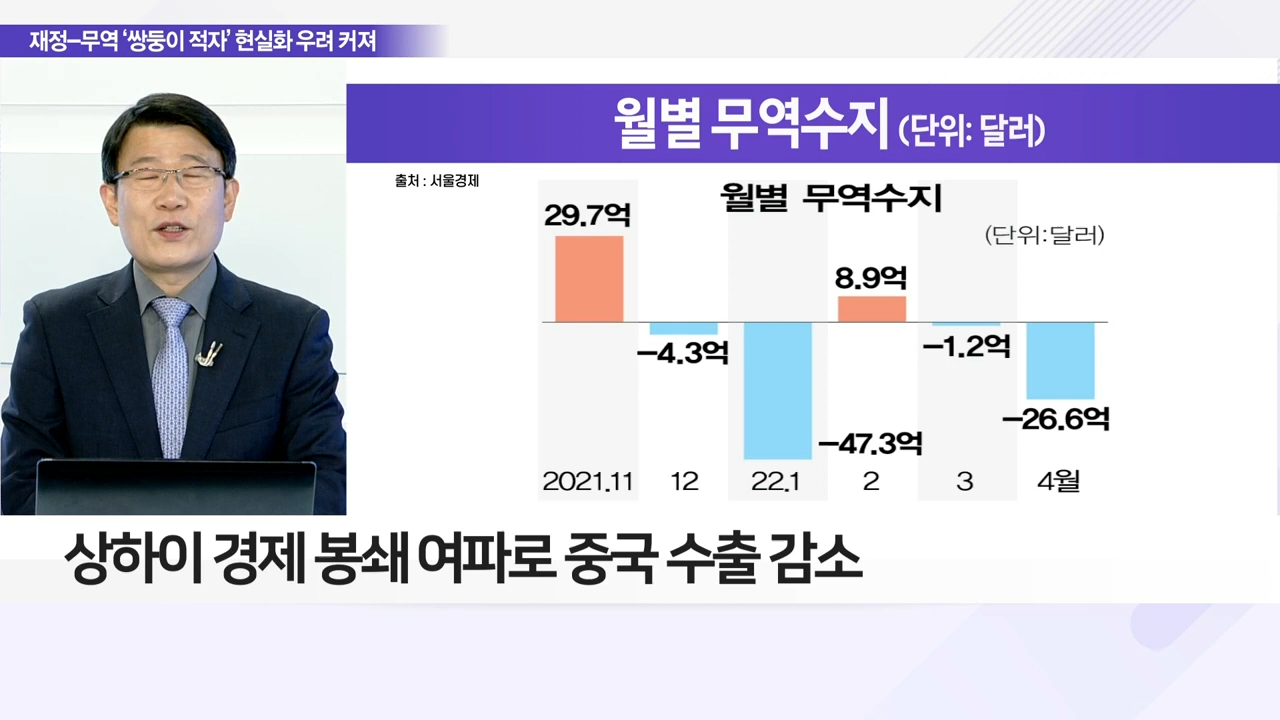 재정–무역 ‘쌍둥이 적자’ 현실화 우려 커져
월별 무역수지 (단위: 달러)
출처 : 서울경제
월별 무역수지
(단위:달러)
29.7억
8.9억
–4.3억
–1.2억
–26.6억
–47.3억
2021.11 12 22.1 2 3 4월
상하이 경제 봉쇄 여파로 중국 수출 감소